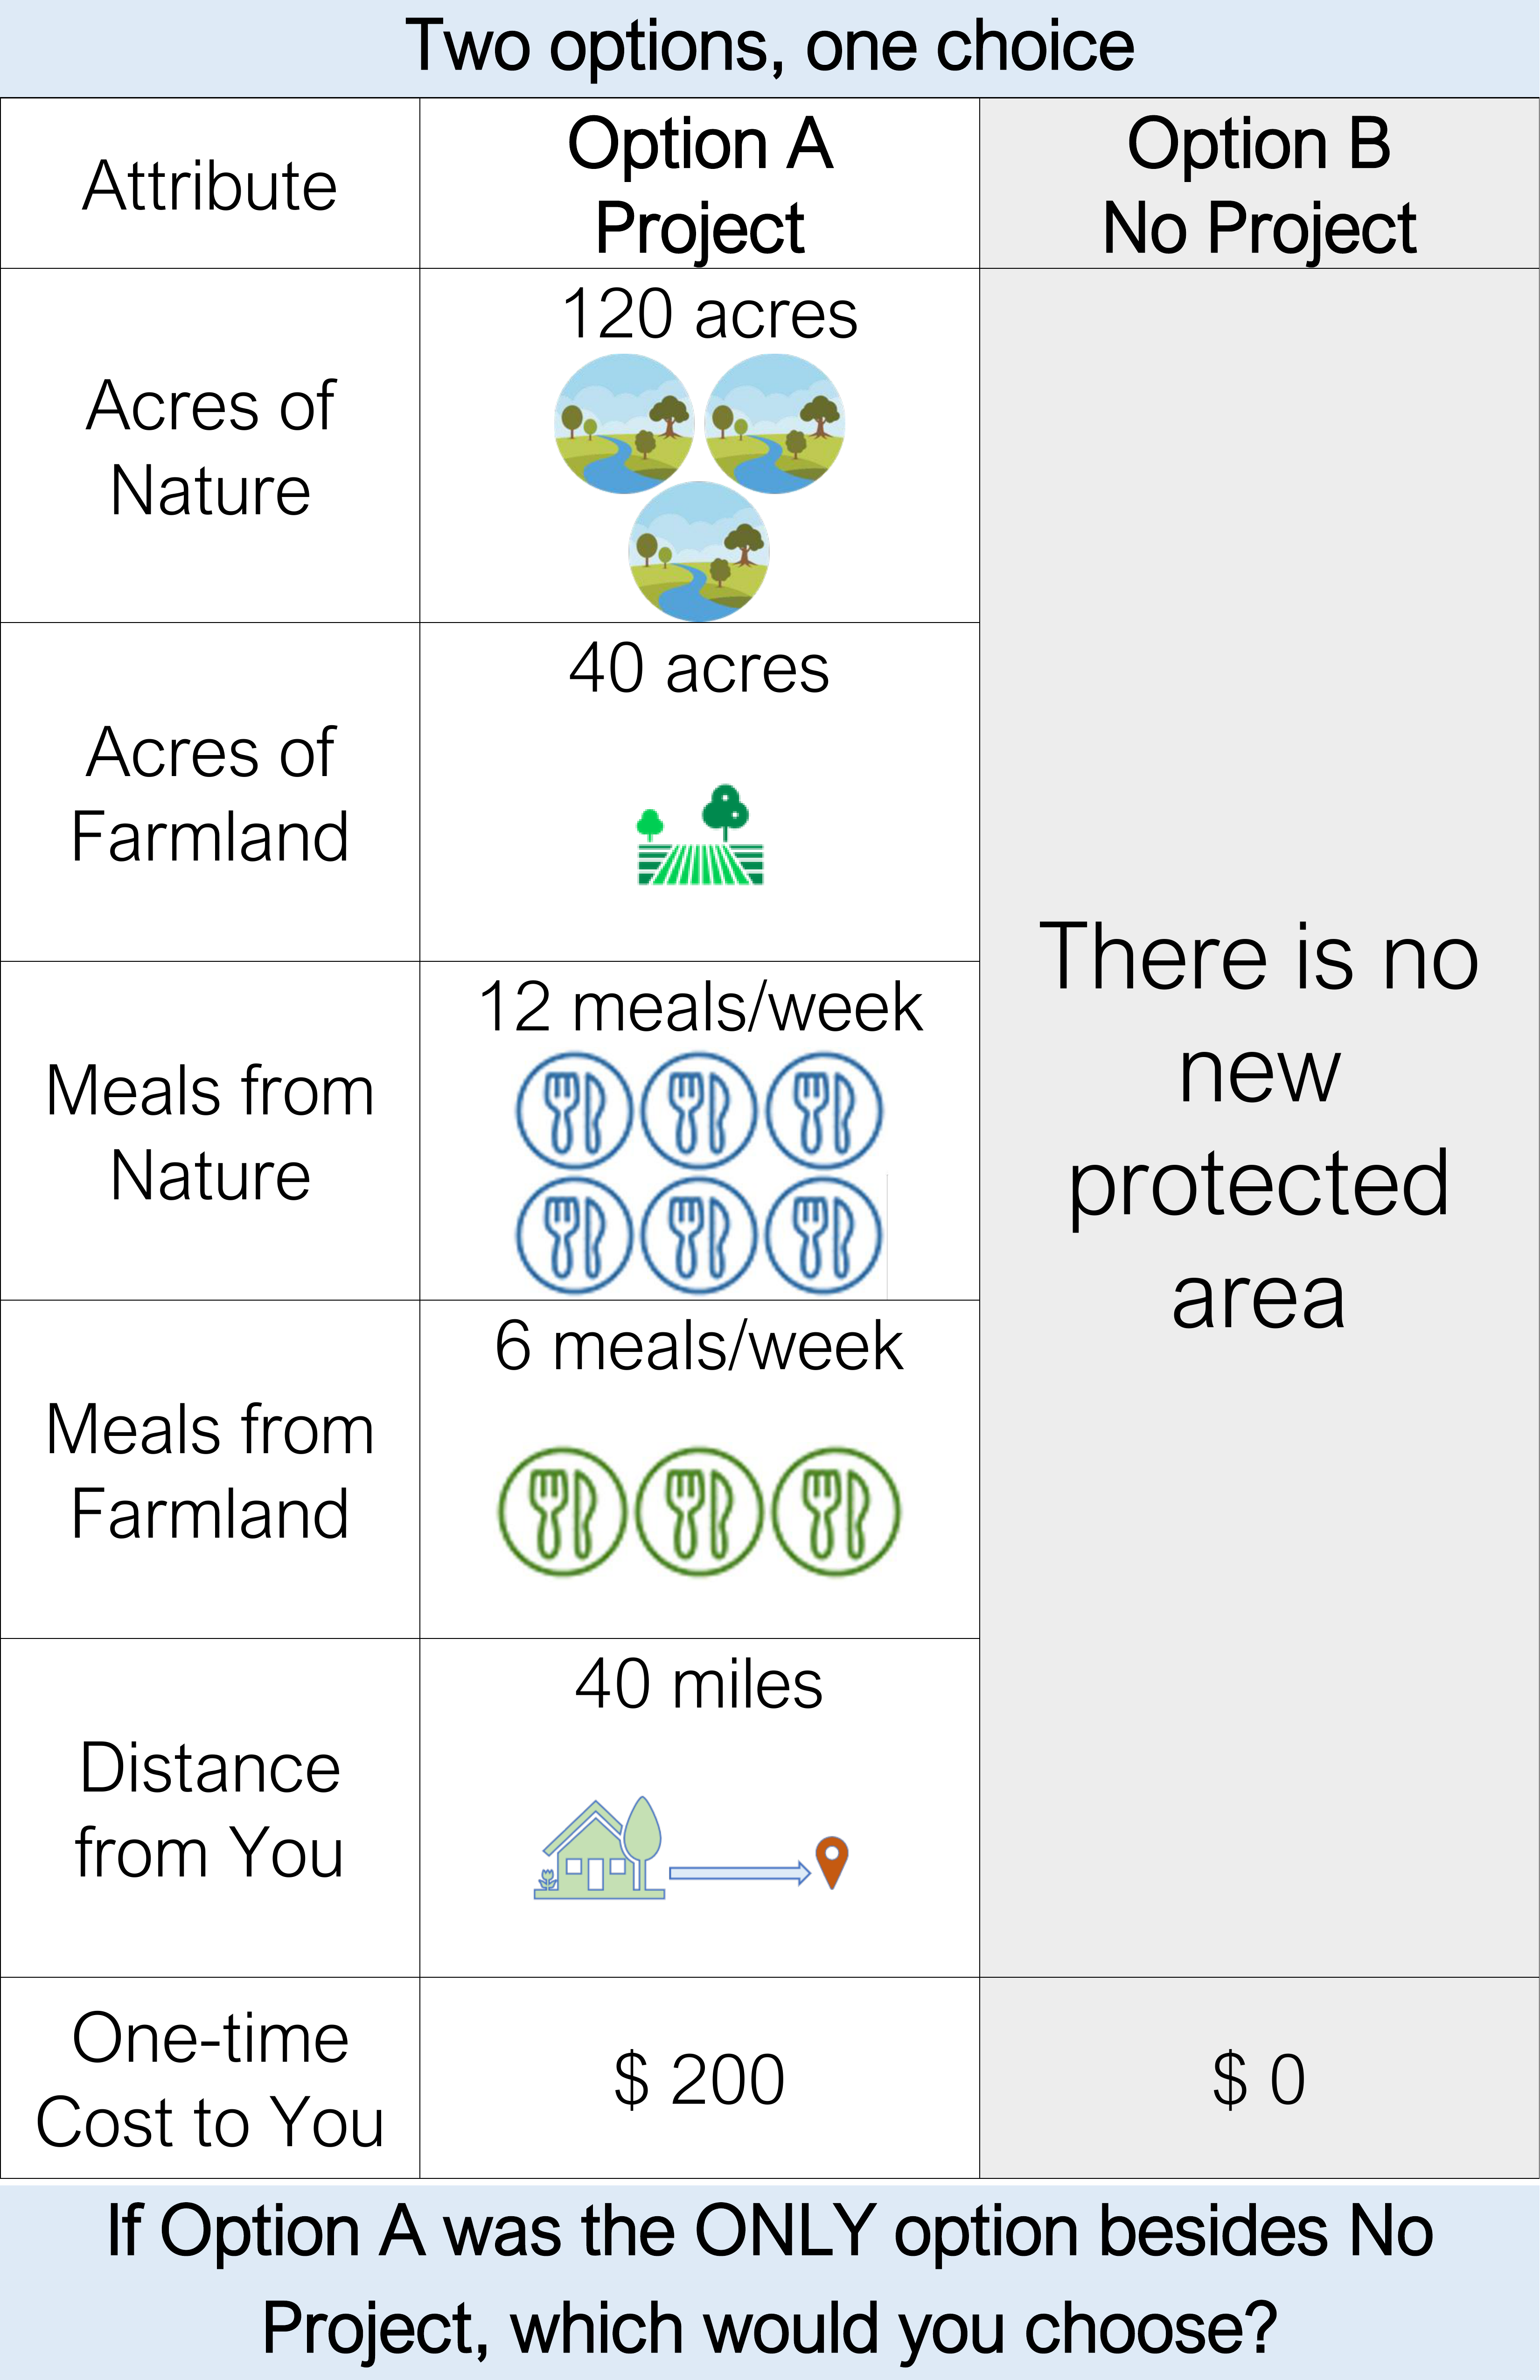 Two options, one choice
Attribute
Option A
Project
Option B
No Project
Acres of
Nature
120 acres
Acres of
Farmland
40 acres
Meals from
Nature
12 meals/week
Meals from
Farmland
6 meals/week
Distance
from You
40 miles
There is no
new
protected
area
One-time
Cost to You
$ 200
$ 0
If Option A was the ONLY option besides No
Project, which would you choose?